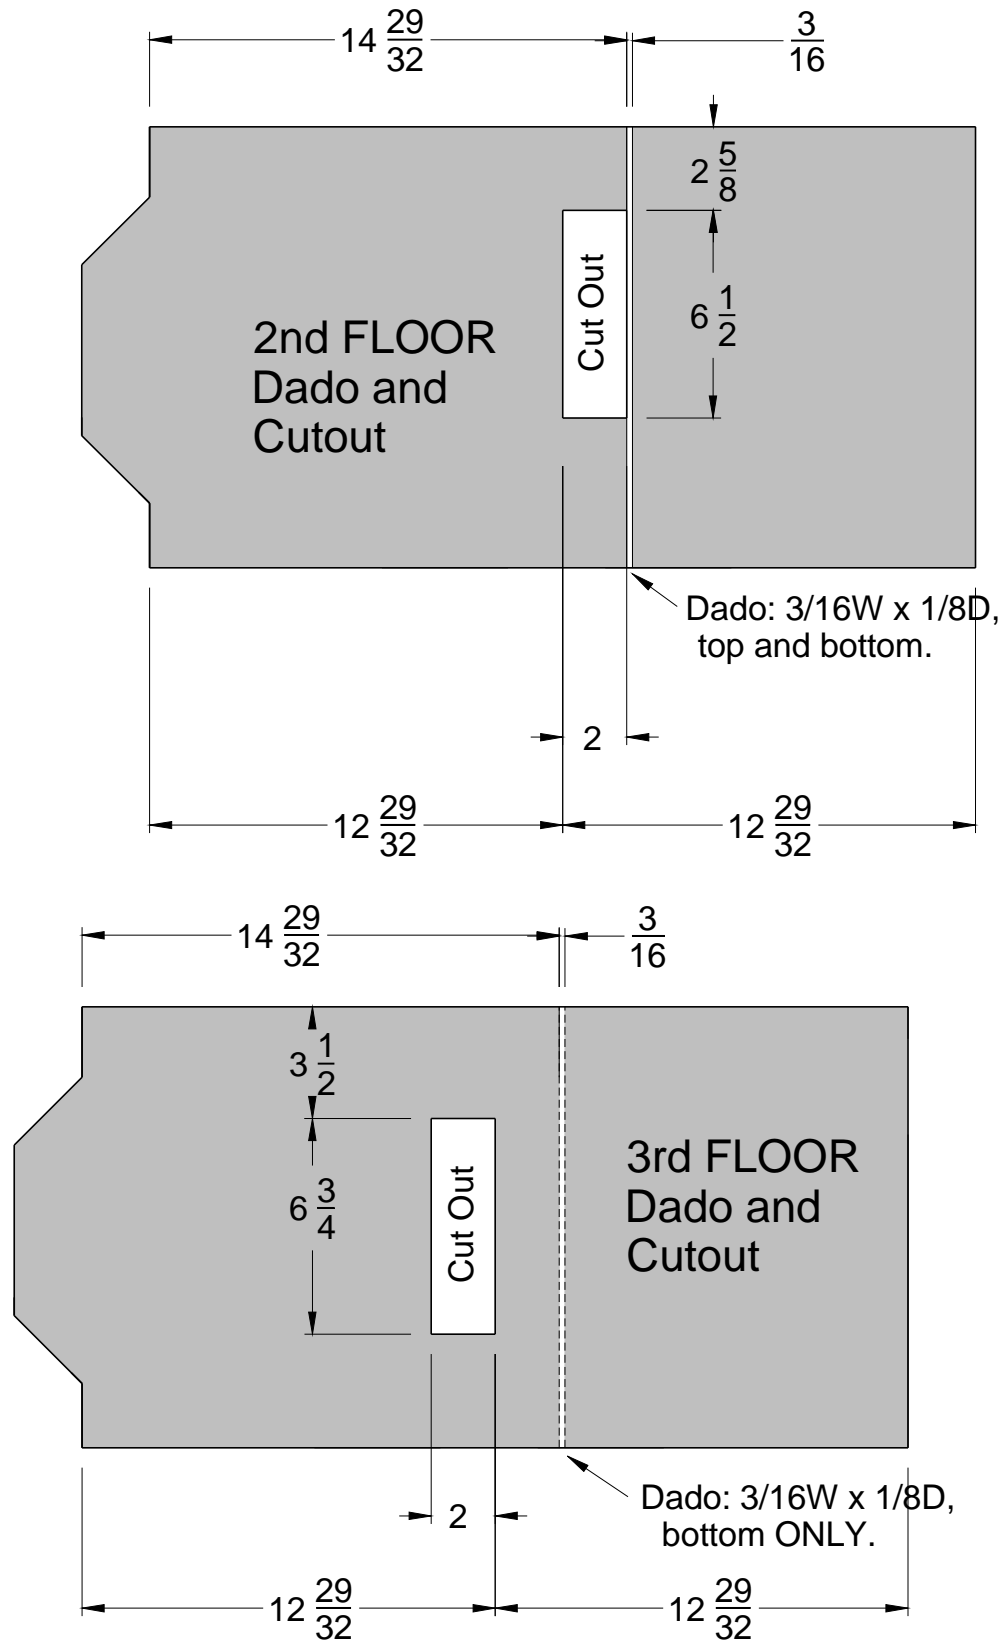 14 29/32
3/16
2 5/8
6 1/2
Cut Out
2nd FLOOR
Dado and
Cutout
Dado: 3/16W x 1/8D,
top and bottom.
2
12 29/32
12 29/32
14 29/32
3/16
3 1/2
6 3/4
Cut Out
3rd FLOOR
Dado and
Cutout
Dado: 3/16W x 1/8D,
bottom ONLY.
2
12 29/32
12 29/32